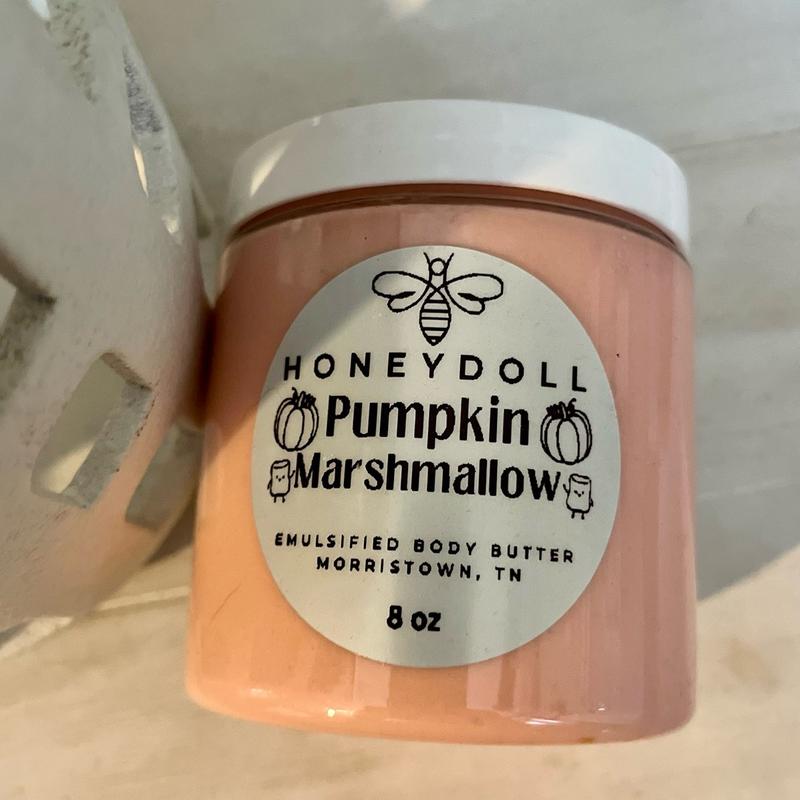 HONEYDOLL
Pumpkin
Marshmallow
EMULSIFIED BODY BUTTER
MORRISTOWN, TN
8 oz